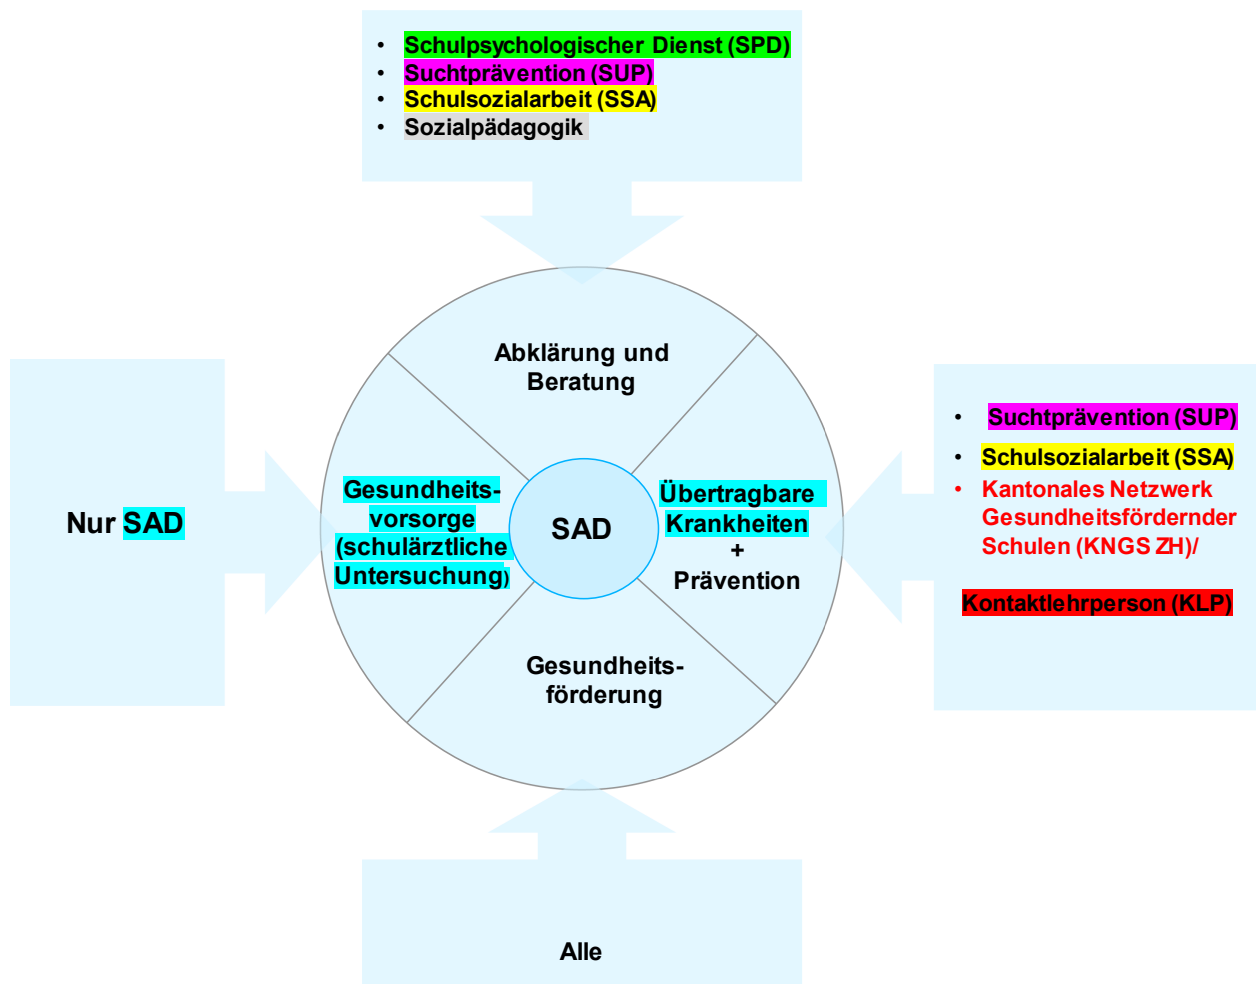 • Schulpsychologischer Dienst (SPD)
• Suchtprävention (SUP)
• Schulsozialarbeit (SSA)
• Sozialpädagogik
Abklärung und
Beratung
Nur SAD
Gesundheits-
vorsorge
(schulärztliche
Untersuchung)
SAD
Übertragbare
Krankheiten
+
Prävention
• Suchtprävention (SUP)
• Schulsozialarbeit (SSA)
• Kantonales Netzwerk
Gesundheitsfördernder
Schulen (KNGS ZH)/
Kontaktlehrperson (KLP)
Gesundheits-
förderung
Alle